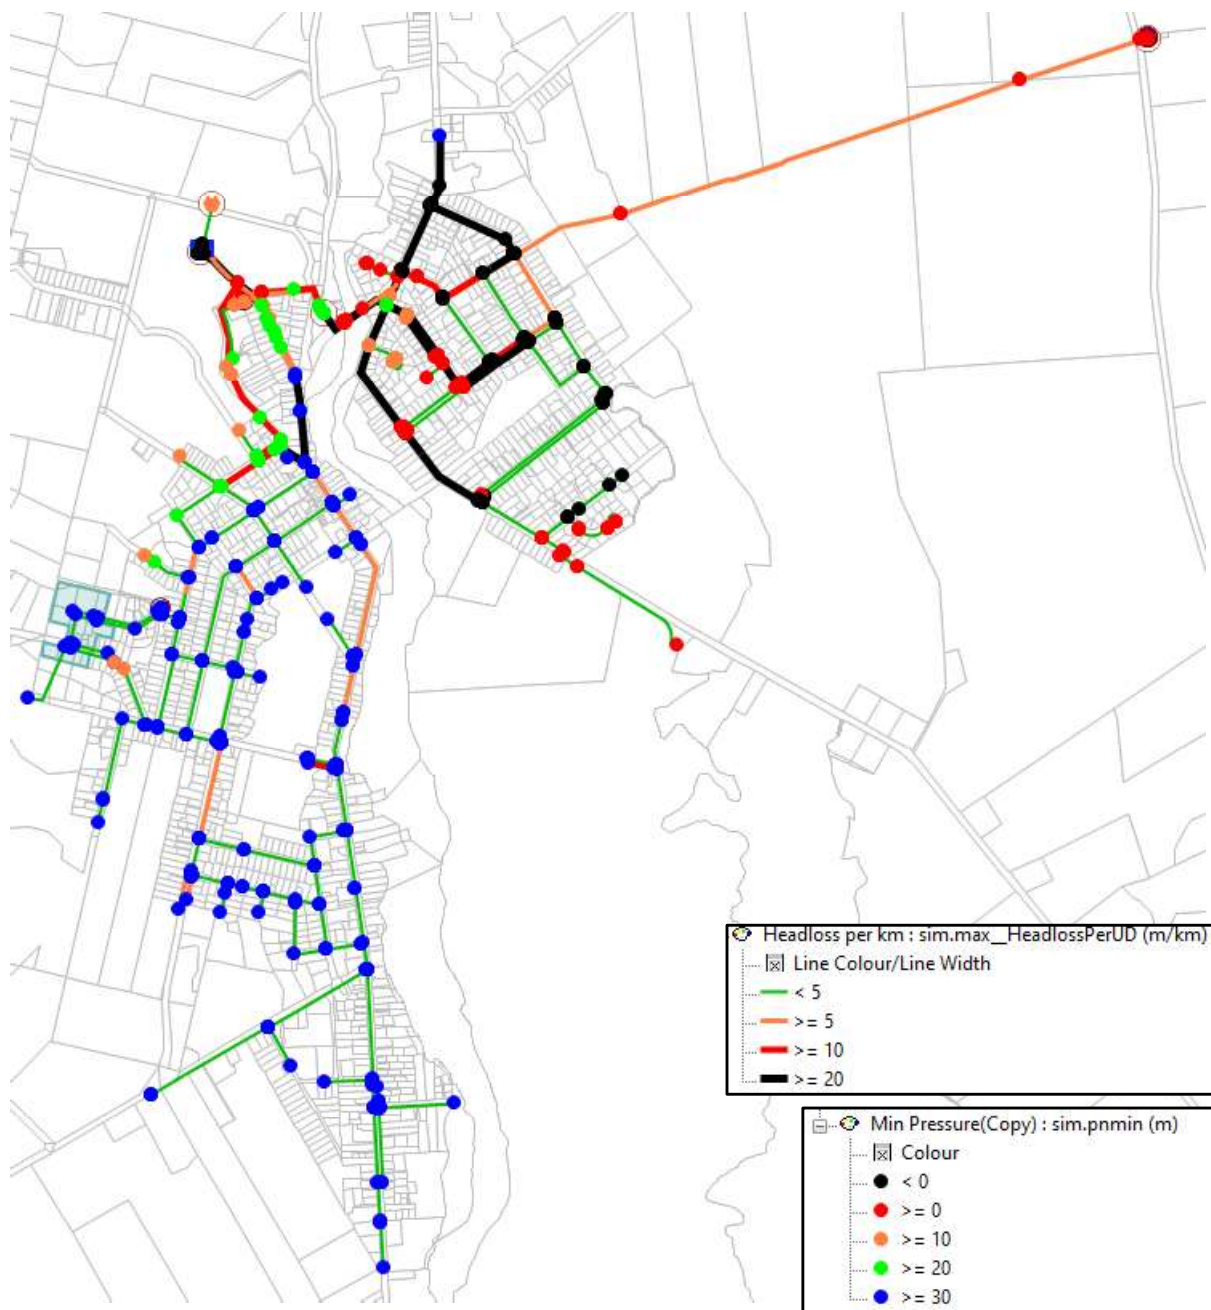 Headloss per km : sim.max__HeadlossPerUD (m/km)
Line Colour/Line Width
< 5
>= 5
>= 10
>= 20
Min Pressure(Copy) : sim.pnmin (m)
Colour
< 0
>= 0
>= 10
>= 20
>= 30